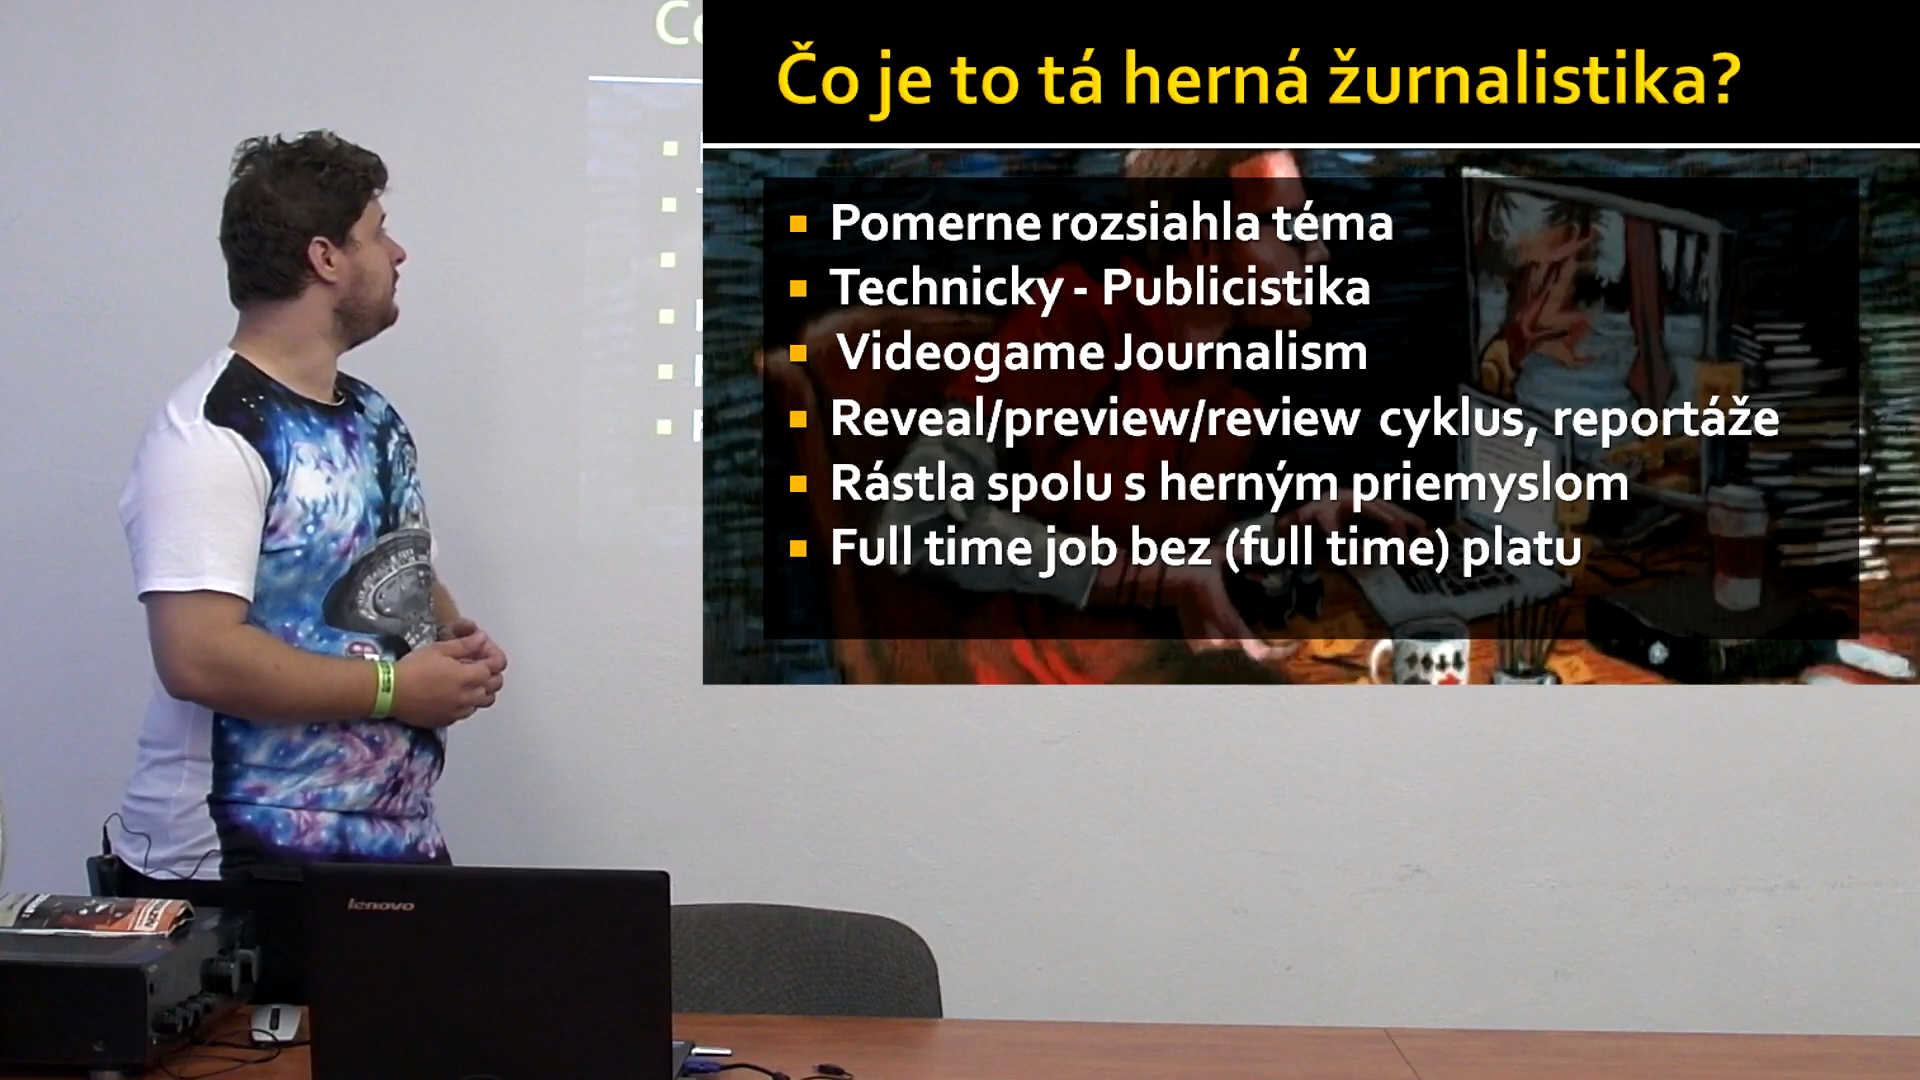 Čo je to tá herná žurnalistika?
Pomerne rozsiahla téma
Technicky - Publicistika
Videogame Journalism
Reveal/preview/review cyklus, reportáže
Rástla spolu s herným priemyslom
Full time job bez (full time) platu
lenovo